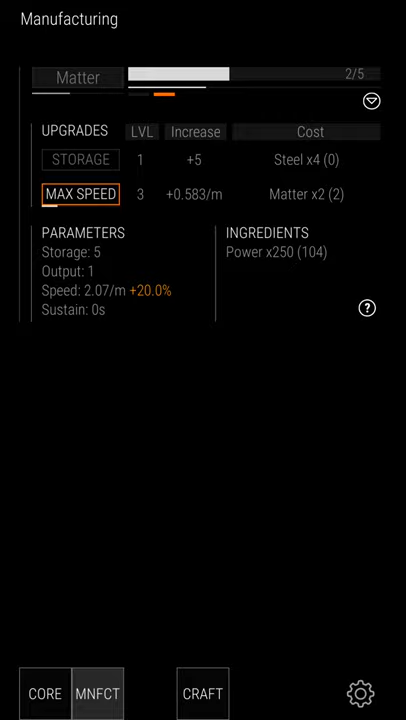 Manufacturing
Matter 2/5
UPGRADES LVL Increase Cost
STORAGE 1 +5 Steel x4 (0)
MAX SPEED 3 +0.583/m Matter x2 (2)
PARAMETERS
Storage: 5
Output: 1
Speed: 2.07/m +20.0%
Sustain: 0s
INGREDIENTS
Power x250 (104)
?
CORE MNFCT CRAFT